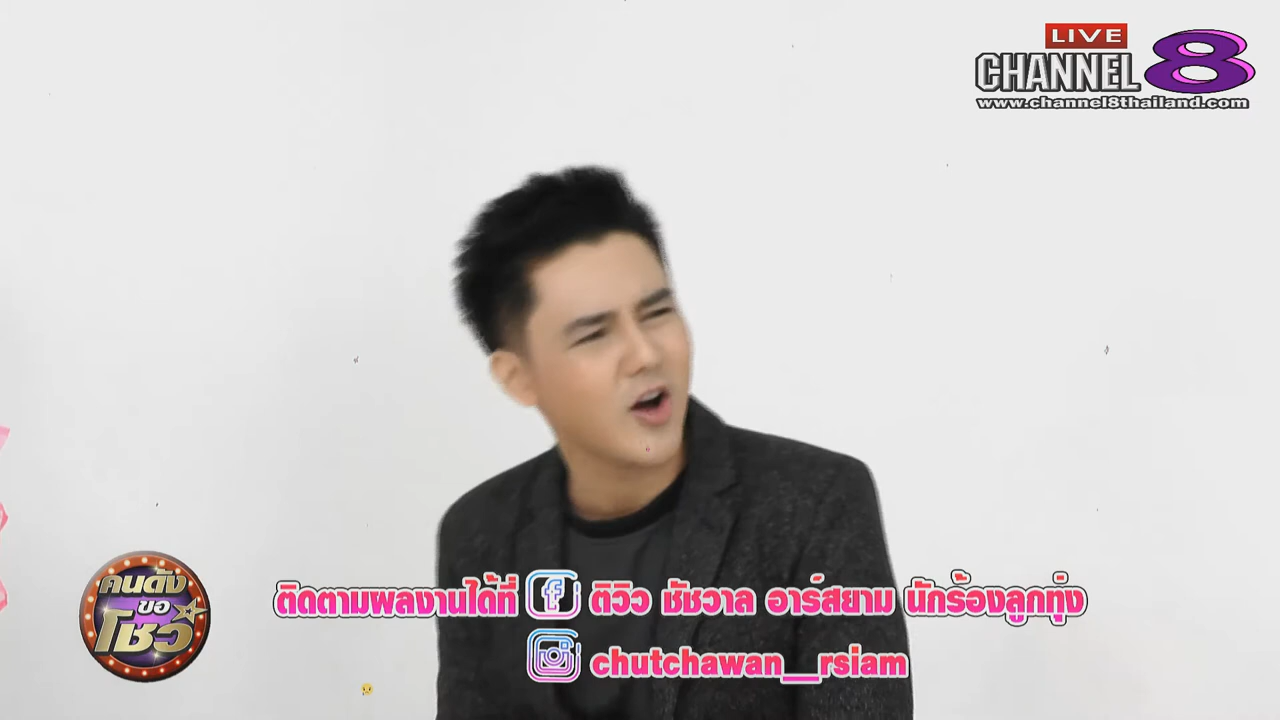 LIVE
CHANNEL 8
www.channel8thailand.com
คนดัง
ขอ
โชว์
ติดตามผลงานได้ที่ f ติวิว ชัชวาล อาร์สยาม นักร้องลูกทุ่ง
chutchawan__rsiam